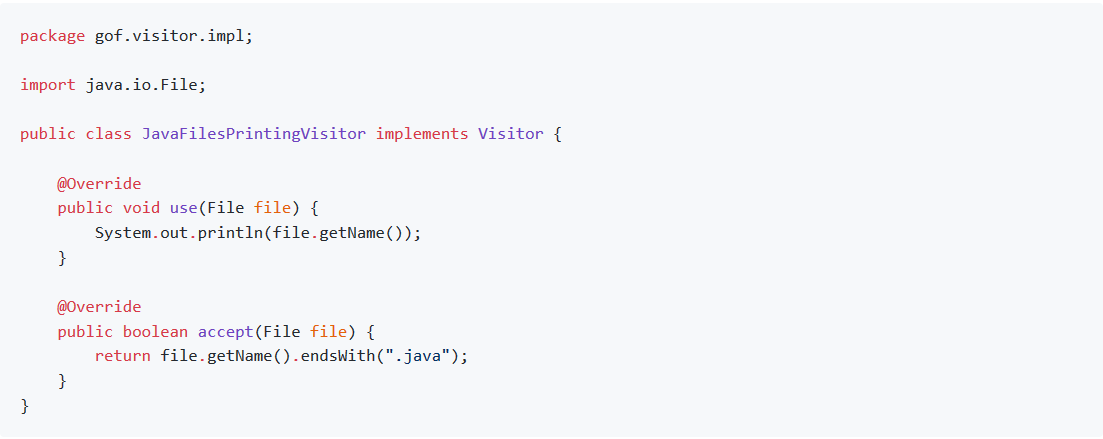 package gof.visitor.impl;
import java.io.File;
public class JavaFilesPrintingVisitor implements Visitor {
@Override
public void use(File file) {
System.out.println(file.getName());
}
@Override
public boolean accept(File file) {
return file.getName().endsWith(".java");
}
}